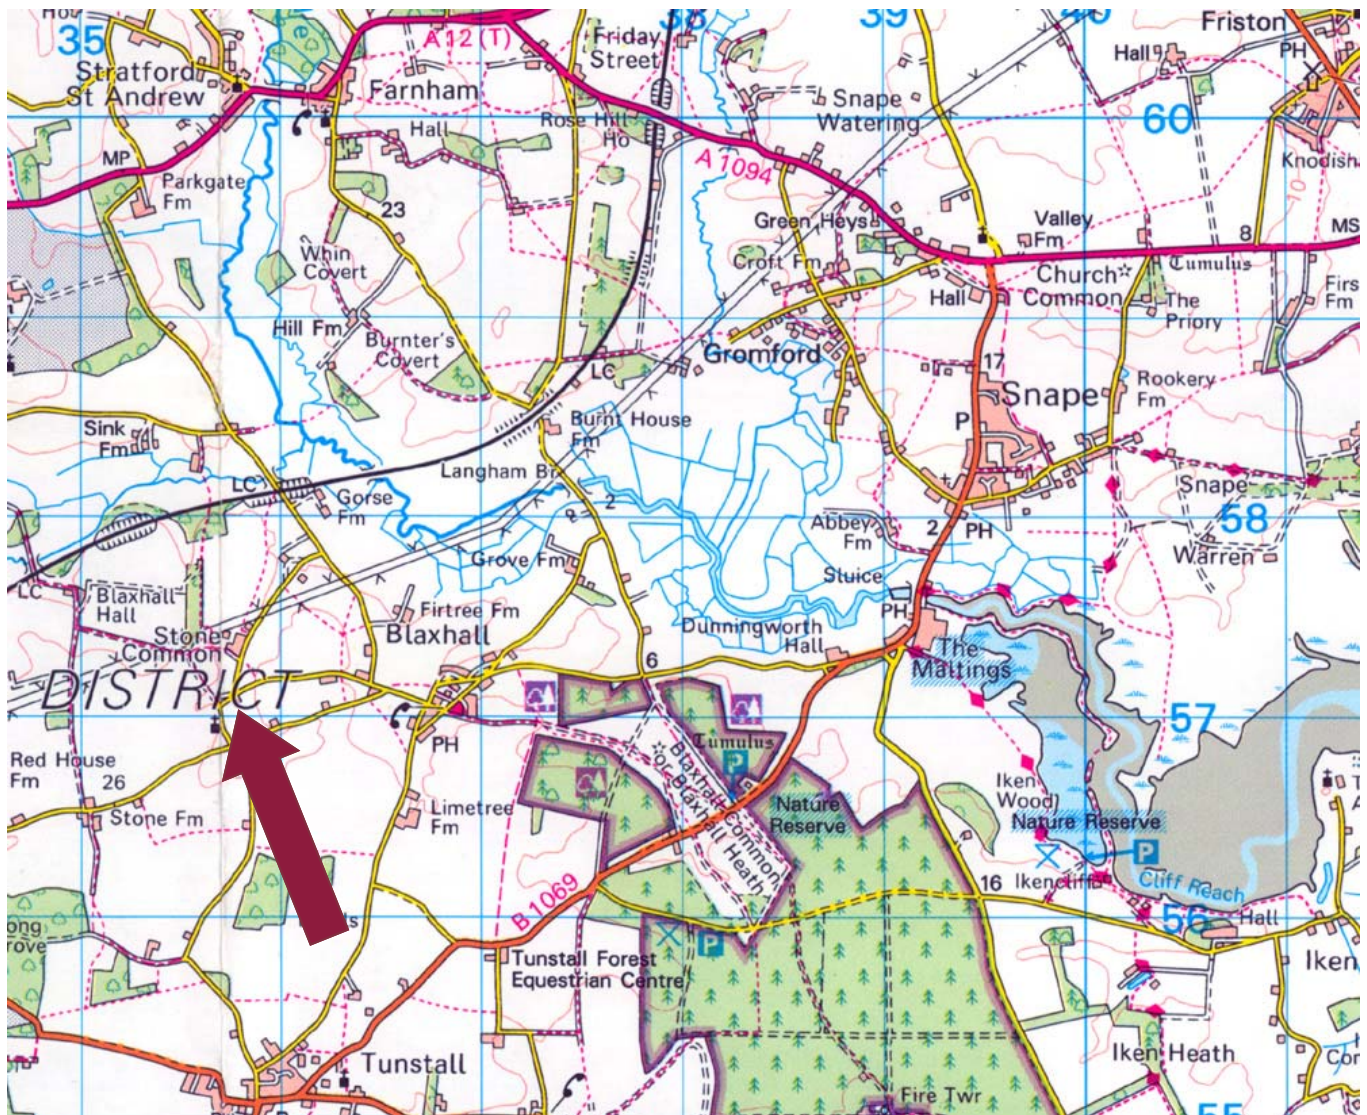 35
38
39
40
Friston
PH
Hall
Friday
Street
A 12 (T)
Stratford
St Andrew
Farnham
Snape
Watering
60
Hall
Rose Hill
Ho
MP
Parkgate
Fm
A 1094
23
Green Heys
Valley
Fm
8
MS
Whin
Covert
Croft Fm
Church
Common
Tumulus
Hall
The
Priory
Hill Fm
Burnter's
Covert
Gromford
LC
17
Snape
Rookery
Fm
Burnt House
Fm
P
Sink
Fm
Langham Br
LC
Gorse
Fm
2
Snape
Warren
58
Abbey
Fm
2
PH
Grove Fm
Sluice
LC
Blaxhall
Hall
Firtree Fm
PH
Stone
Common
Blaxhall
Dunningworth
Hall
The
Maltings
6
DISTRICT
57
PH
Tumulus
P
Red House
Fm
26
Stone Fm
Limetree
Fm
Blaxhall Common
or Blaxhall Heath
Nature
Reserve
Iken
Wood
Nature Reserve
P
Ikencliff
Cliff Reach
16
B 1069
56
Hall
P
Tunstall Forest
Equestrian Centre
Iken
Tunstall
Iken Heath
Fire Twr
55